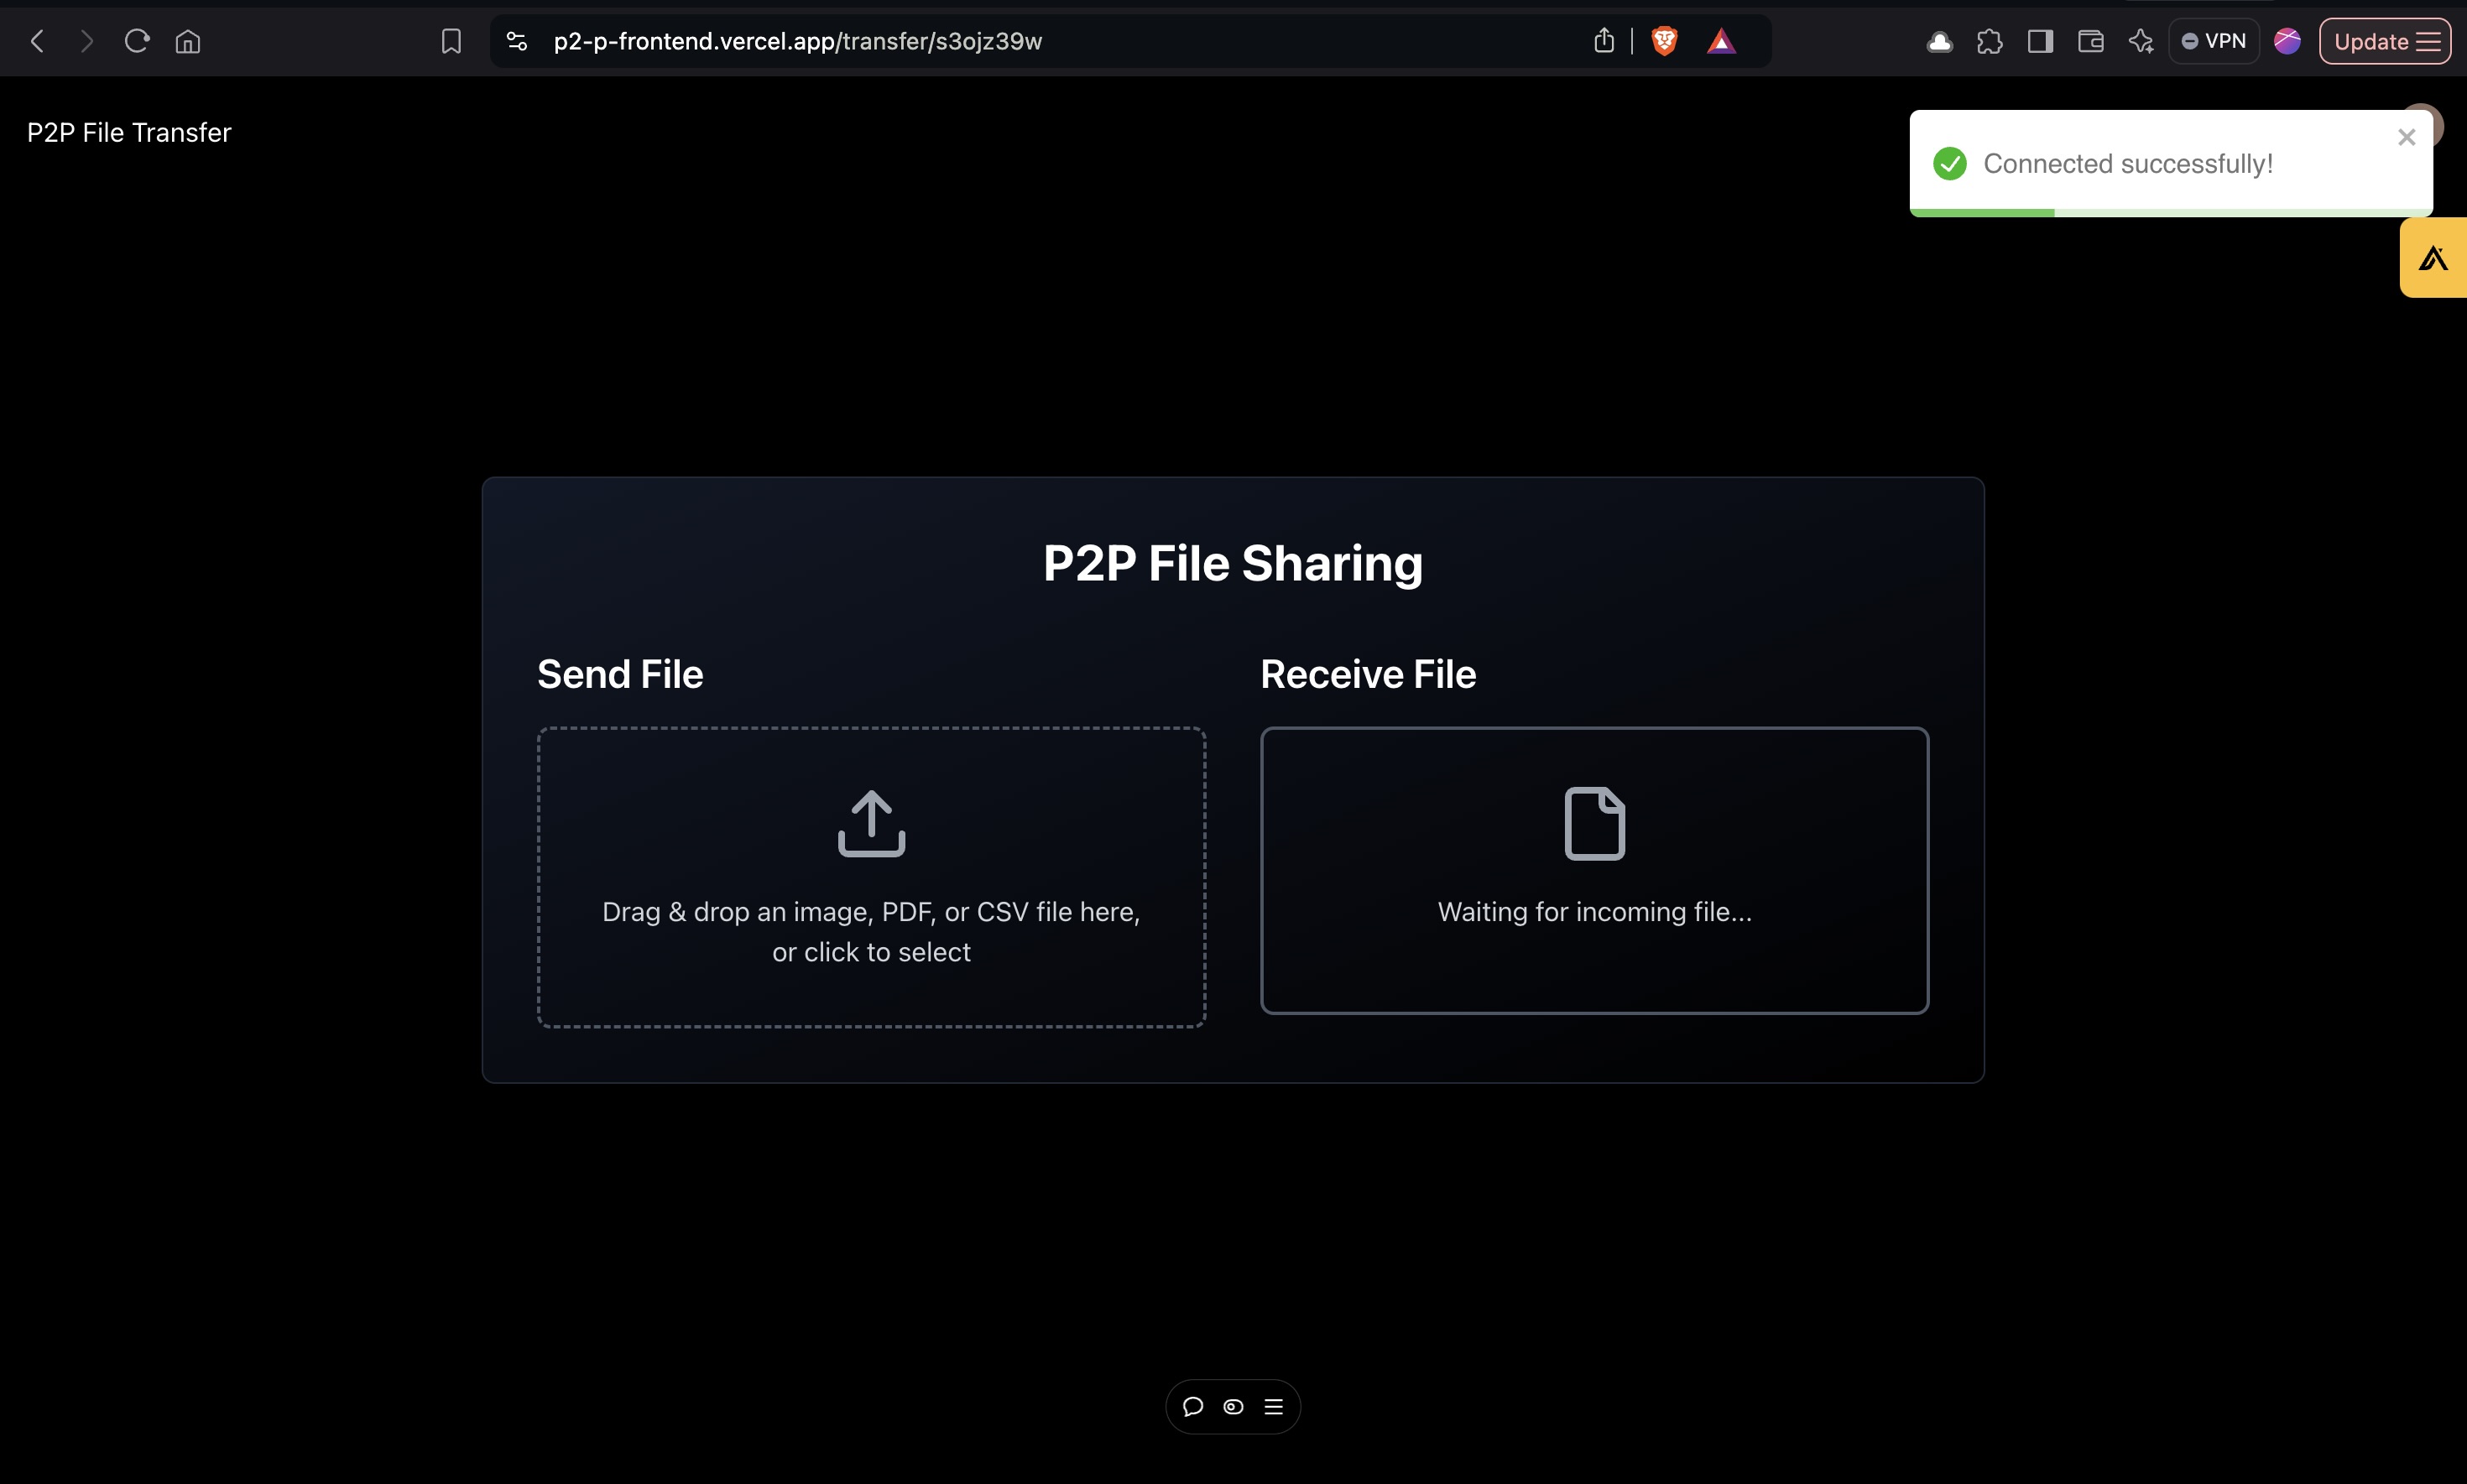 p2-p-frontend.vercel.app/transfer/s3ojz39w
VPN
Update
P2P File Transfer
Connected successfully!
P2P File Sharing
Send File
Receive File
Drag & drop an image, PDF, or CSV file here,
or click to select
Waiting for incoming file...